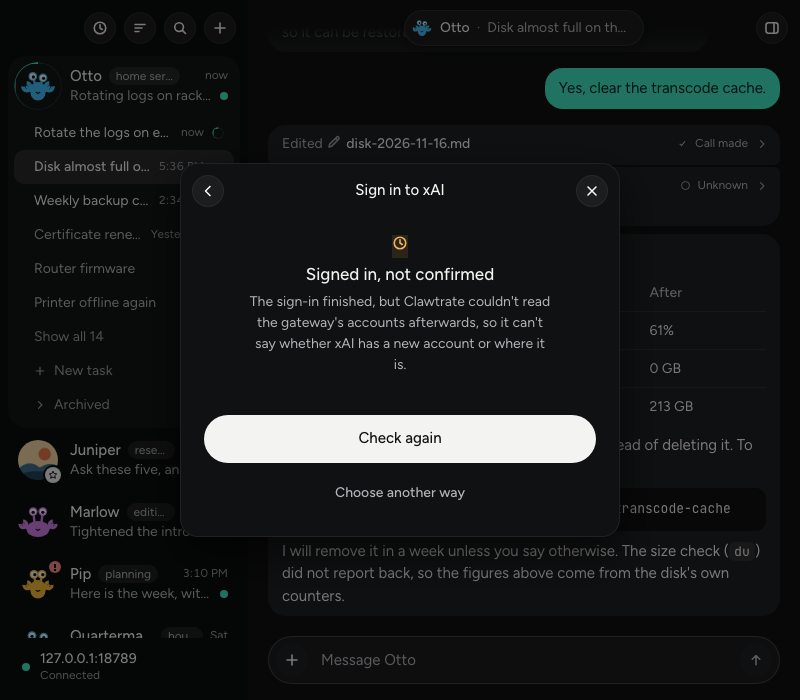 so it can be restor
Otto · Disk almost full on th...
Otto home ser... now
Rotating logs on rack...
Rotate the logs on e... now
Disk almost full o... 5:36 PM
Weekly backup c... 2:34
Certificate rene... Yeste
Router firmware
Printer offline again
Show all 14
New task
Archived
Juniper rese...
Ask these five, an
Marlow editi...
Tightened the intro
Pip planning 3:10 PM
Here is the week, wit...
Quarterma hou... Sat
127.0.0.1:18789
Connected
Yes, clear the transcode cache.
Edited disk-2026-11-16.md Call made
Unknown
Sign in to xAI
Signed in, not confirmed
The sign-in finished, but Clawtrate couldn't read
the gateway's accounts afterwards, so it can't
say whether xAI has a new account or where it
is.
Check again
Choose another way
After
61%
0 GB
213 GB
ead of deleting it. To
transcode-cache
I will remove it in a week unless you say otherwise. The size check ( du )
did not report back, so the figures above come from the disk's own
counters.
Message Otto